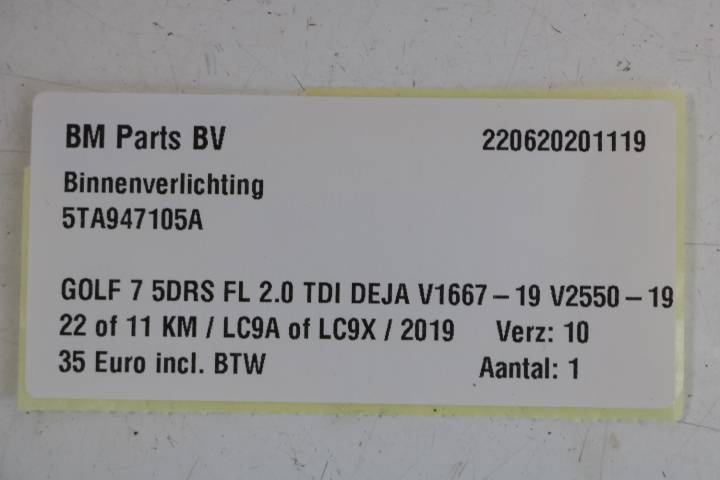 BM Parts BV 220620201119
Binnenverlichting
5TA947105A
GOLF 7 5DRS FL 2.0 TDI DEJA V1667 – 19 V2550 – 19
22 of 11 KM / LC9A of LC9X / 2019 Verz: 10
35 Euro incl. BTW Aantal: 1